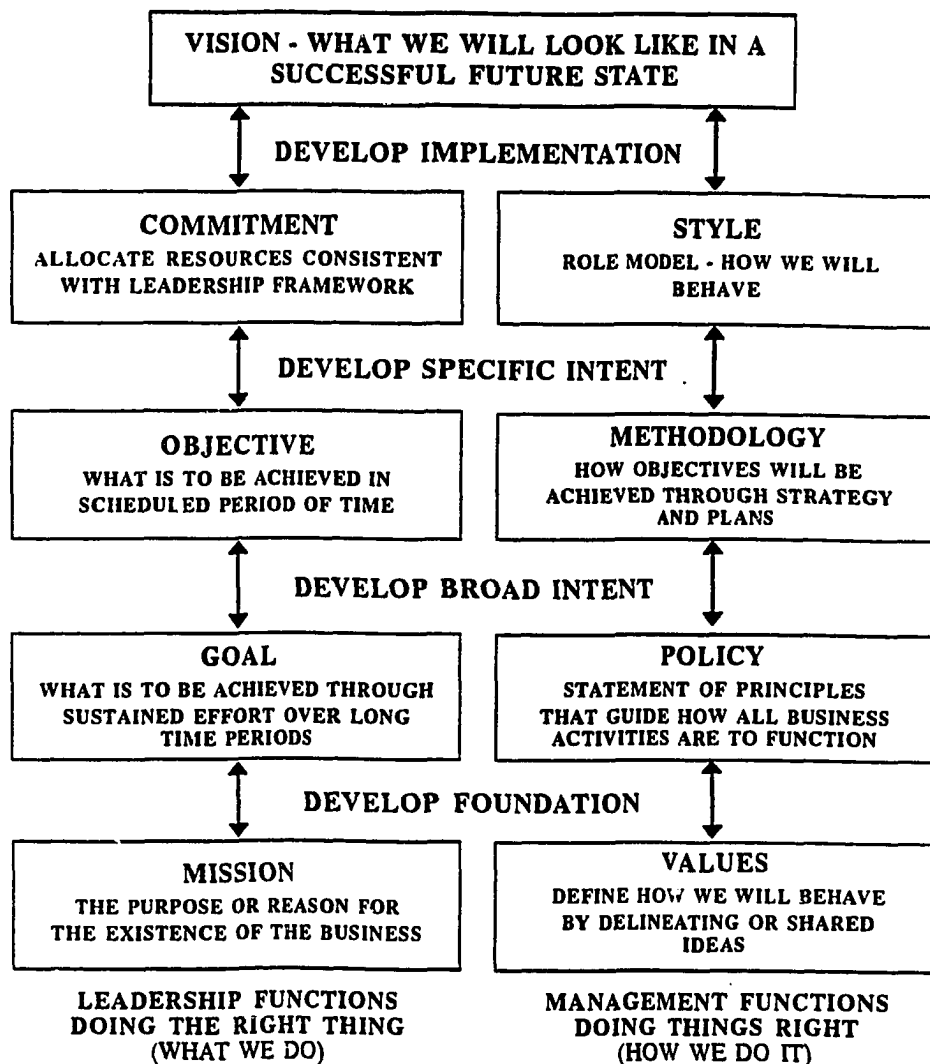 VISION - WHAT WE WILL LOOK LIKE IN A
SUCCESSFUL FUTURE STATE
DEVELOP IMPLEMENTATION
COMMITMENT
ALLOCATE RESOURCES CONSISTENT
WITH LEADERSHIP FRAMEWORK
STYLE
ROLE MODEL - HOW WE WILL
BEHAVE
DEVELOP SPECIFIC INTENT
OBJECTIVE
WHAT IS TO BE ACHIEVED IN
SCHEDULED PERIOD OF TIME
METHODOLOGY
HOW OBJECTIVES WILL BE
ACHIEVED THROUGH STRATEGY
AND PLANS
DEVELOP BROAD INTENT
GOAL
WHAT IS TO BE ACHIEVED THROUGH
SUSTAINED EFFORT OVER LONG
TIME PERIODS
POLICY
STATEMENT OF PRINCIPLES
THAT GUIDE HOW ALL BUSINESS
ACTIVITIES ARE TO FUNCTION
DEVELOP FOUNDATION
MISSION
THE PURPOSE OR REASON FOR
THE EXISTENCE OF THE BUSINESS
VALUES
DEFINE HOW WE WILL BEHAVE
BY DELINEATING OR SHARED
IDEAS
LEADERSHIP FUNCTIONS
DOING THE RIGHT THING
(WHAT WE DO)
MANAGEMENT FUNCTIONS
DOING THINGS RIGHT
(HOW WE DO IT)